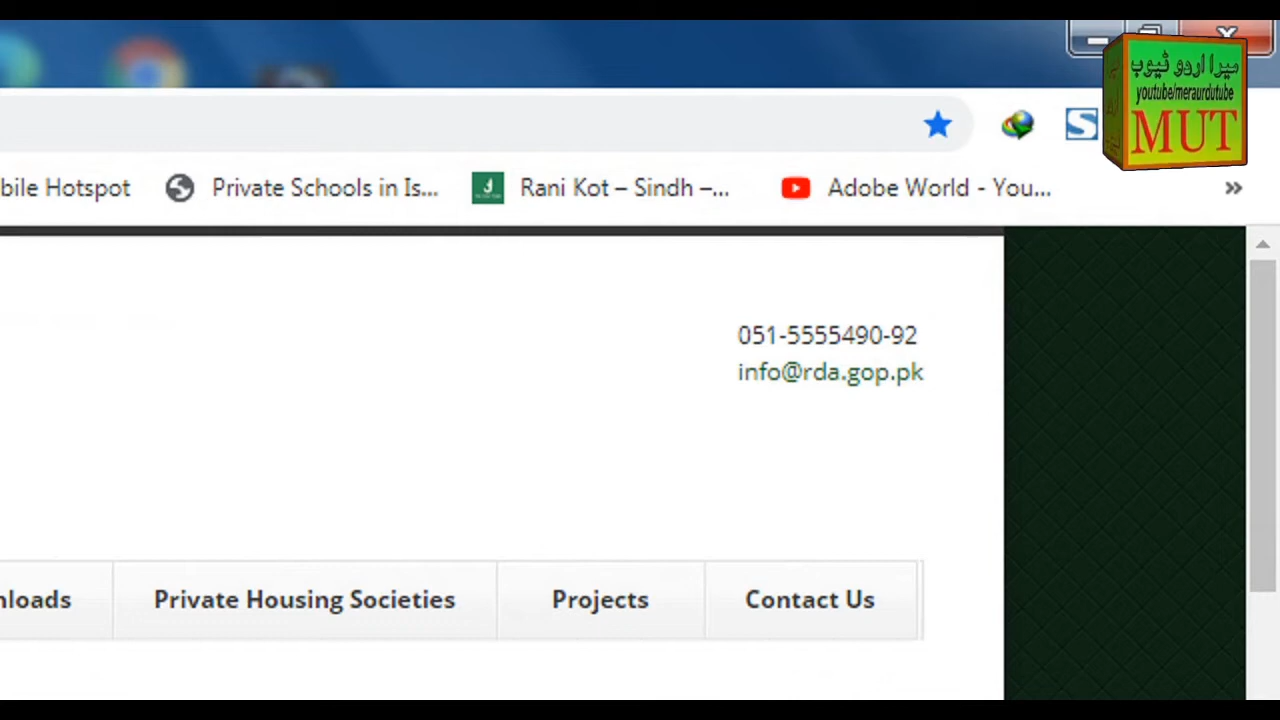 میرا اردو ٹیوب
youtube/meraurdutube
MUT
bile Hotspot
Private Schools in Is...
Rani Kot – Sindh –...
Adobe World - You...
»
051-5555490-92
info@rda.gop.pk
nloads
Private Housing Societies
Projects
Contact Us